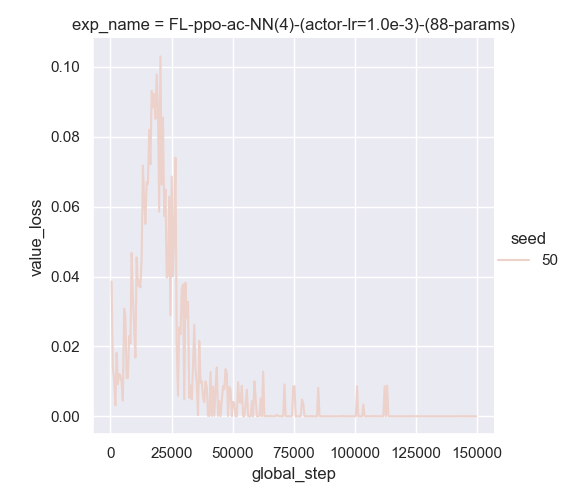 exp_name = FL-ppo-ac-NN(4)-(actor-lr=1.0e-3)-(88-params)
0.10
0.08
0.06
0.04
0.02
0.00
value_loss
0 25000 50000 75000 100000 125000 150000
global_step
seed
50